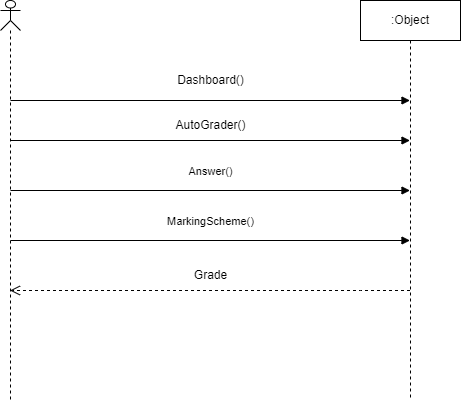 :Object
Dashboard()
AutoGrader()
Answer()
MarkingScheme()
Grade